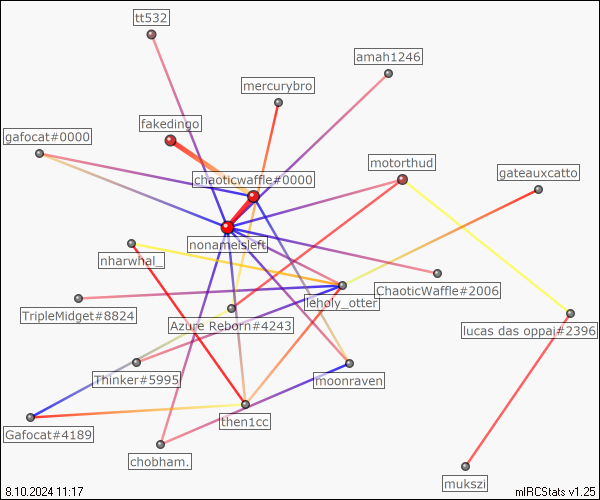 tt532
amah1246
mercurybro
fakedingo
gafocat#0000
motorthud
gateauxcatto
chaoticwaffle#0000
nonameisleft
nharwhal_
ChaoticWaffle#2006
leholy_otter
TripleMidget#8824
Azure Reborn#4243
lucas das oppai#2396
Thinker#5995
moonraven
then1cc
Gafocat#4189
chobham.
mukszi
8.10.2024 11:17
mIRCStats v1.25